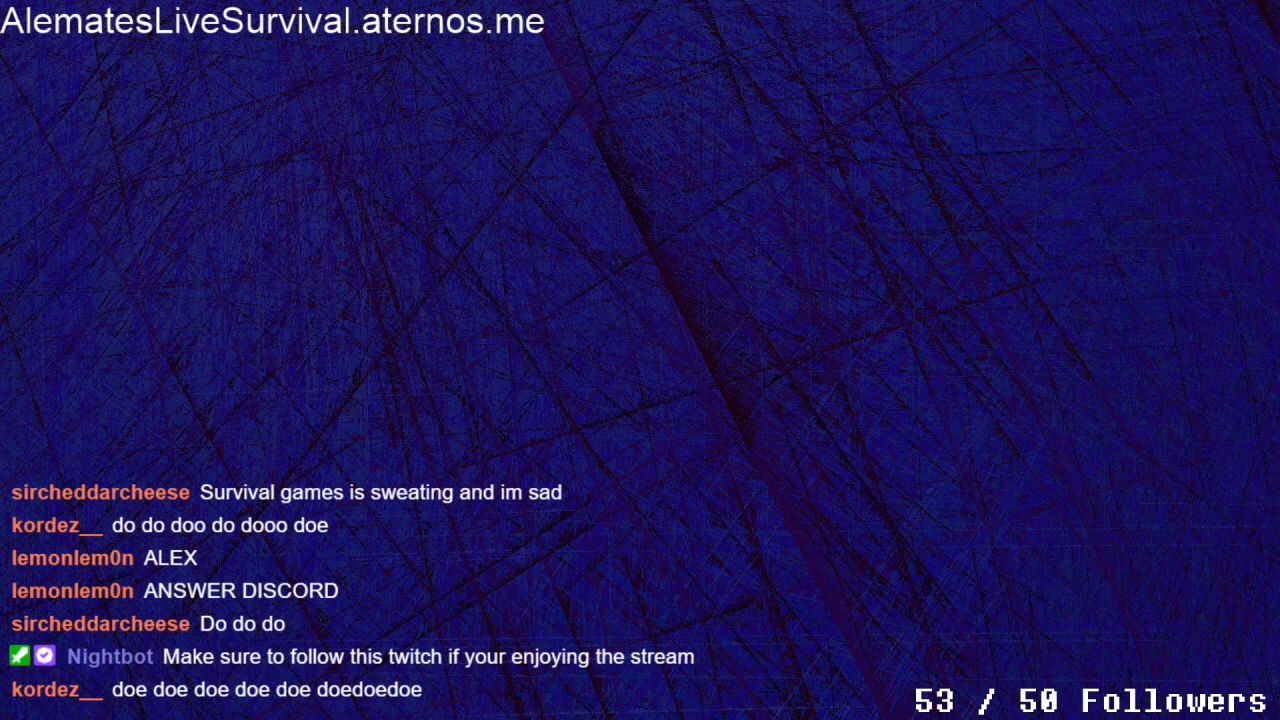 AlematesLiveSurvival.aternos.me
sircheddarcheese Survival games is sweating and im sad
kordez__ do do doo do dooo doe
lemonlem0n ALEX
lemonlem0n ANSWER DISCORD
sircheddarcheese Do do do
Nightbot Make sure to follow this twitch if your enjoying the stream
kordez__ doe doe doe doe doe doedoedoe
53 / 50 Followers